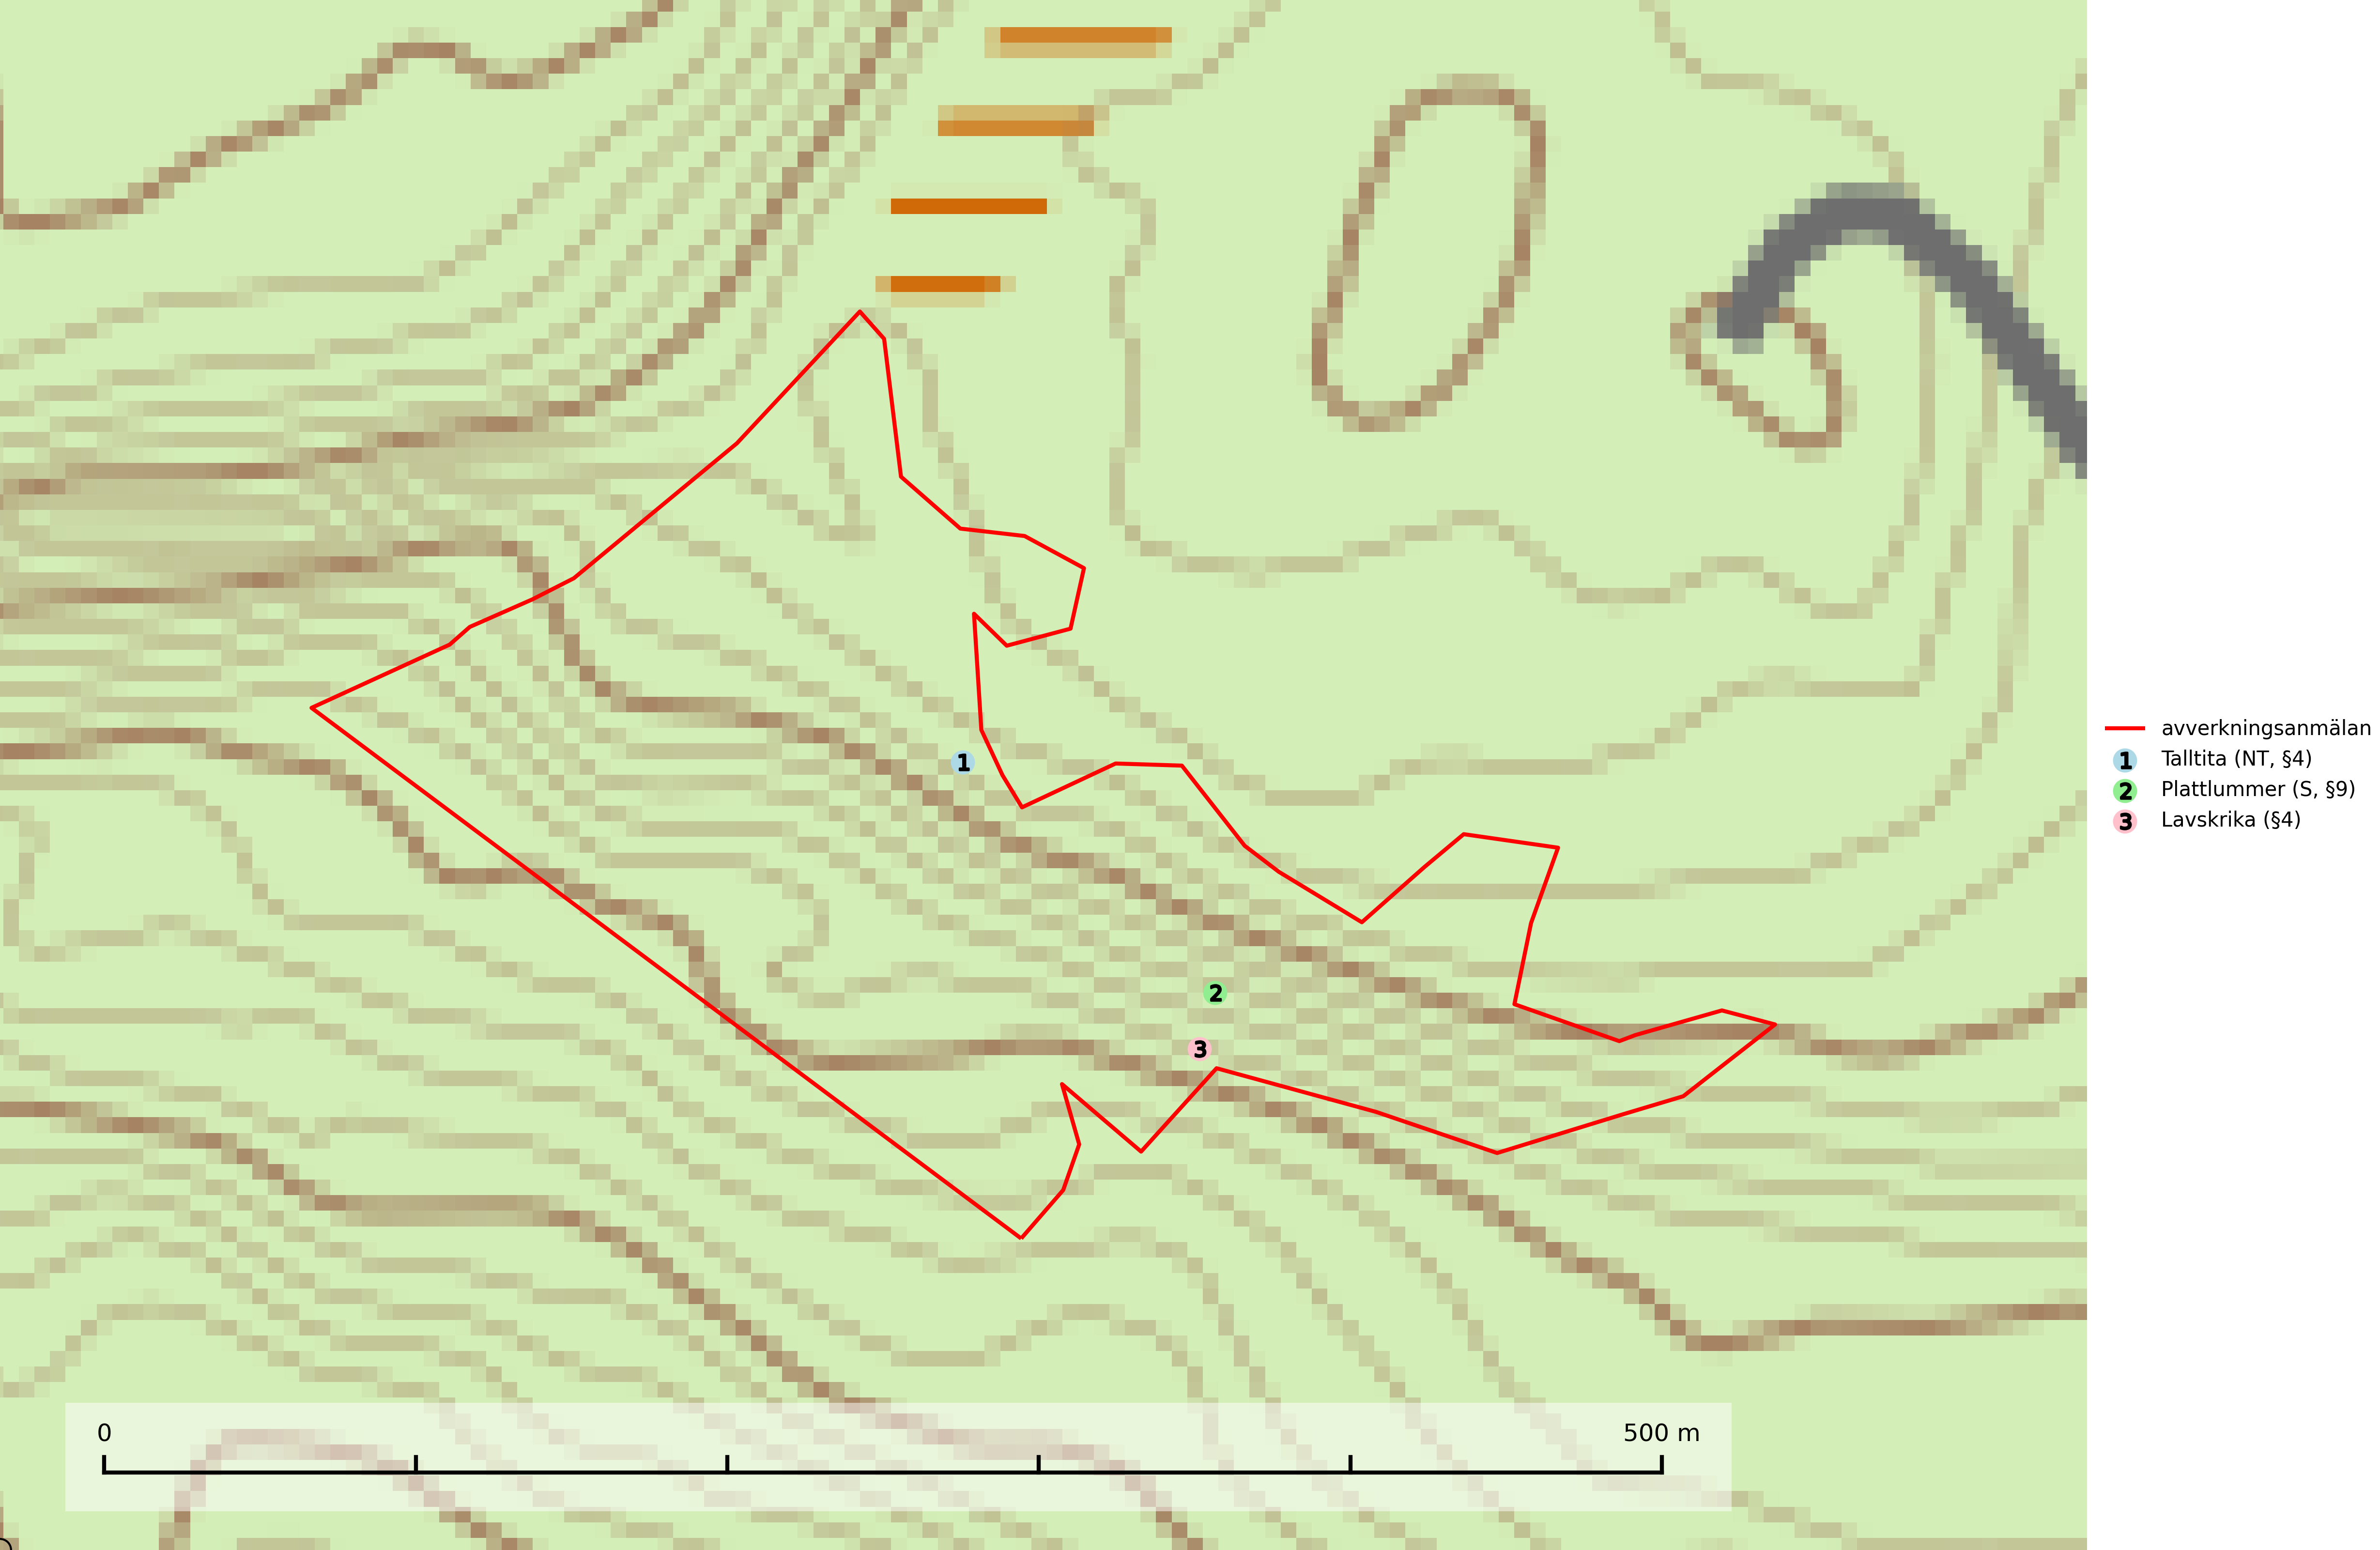 1
2
3
0
500 m
avverkningsanmälan
1 Talltita (NT, §4)
2 Plattlummer (S, §9)
3 Lavskrika (§4)